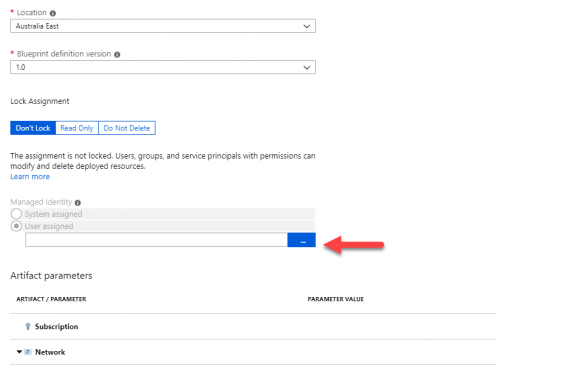 * Location
Australia East
* Blueprint definition version
1.0
Lock Assignment
Don't Lock Read Only Do Not Delete
The assignment is not locked. Users, groups, and service principals with permissions can
modify and delete deployed resources.
Learn more
Managed Identity
System assigned
User assigned
...
Artifact parameters
ARTIFACT / PARAMETER PARAMETER VALUE
Subscription
Network